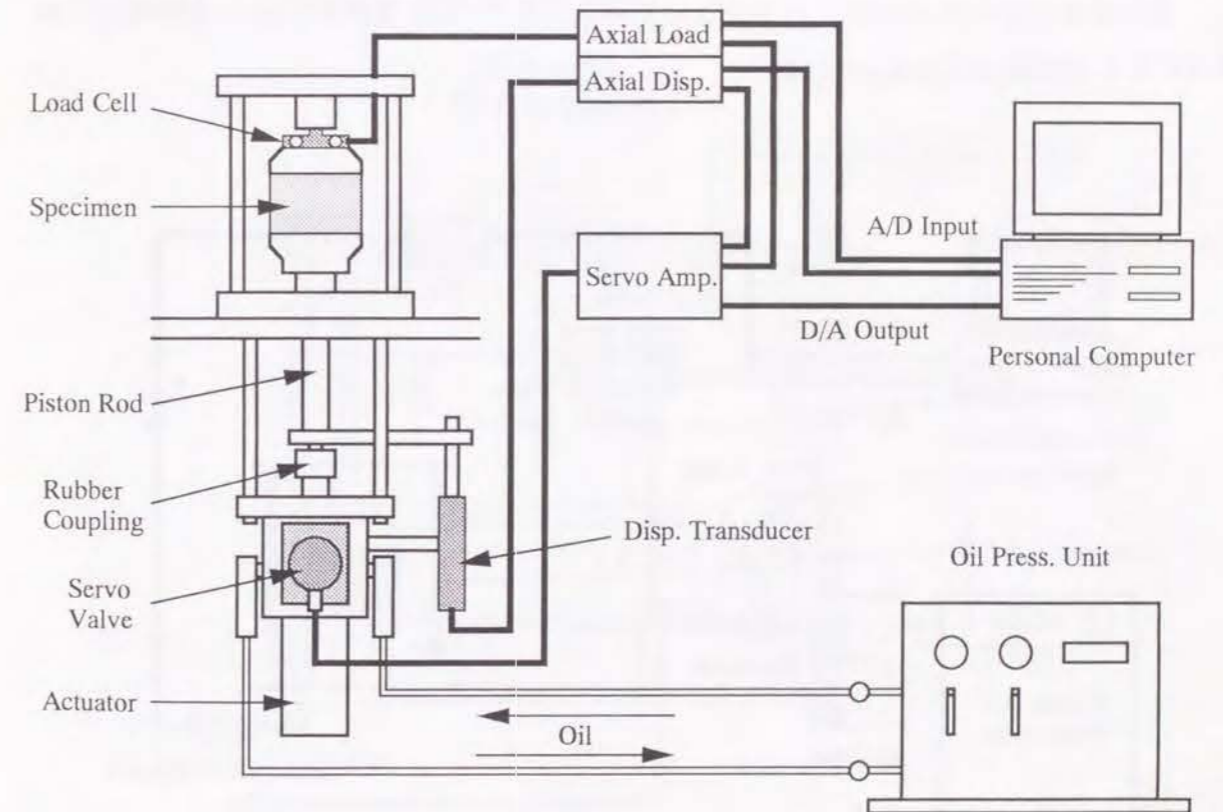 Axial Load
Axial Disp.
Load Cell
Specimen
A/D Input
Servo Amp.
D/A Output
Personal Computer
Piston Rod
Rubber
Coupling
Disp. Transducer
Oil Press. Unit
Servo
Valve
Actuator
Oil